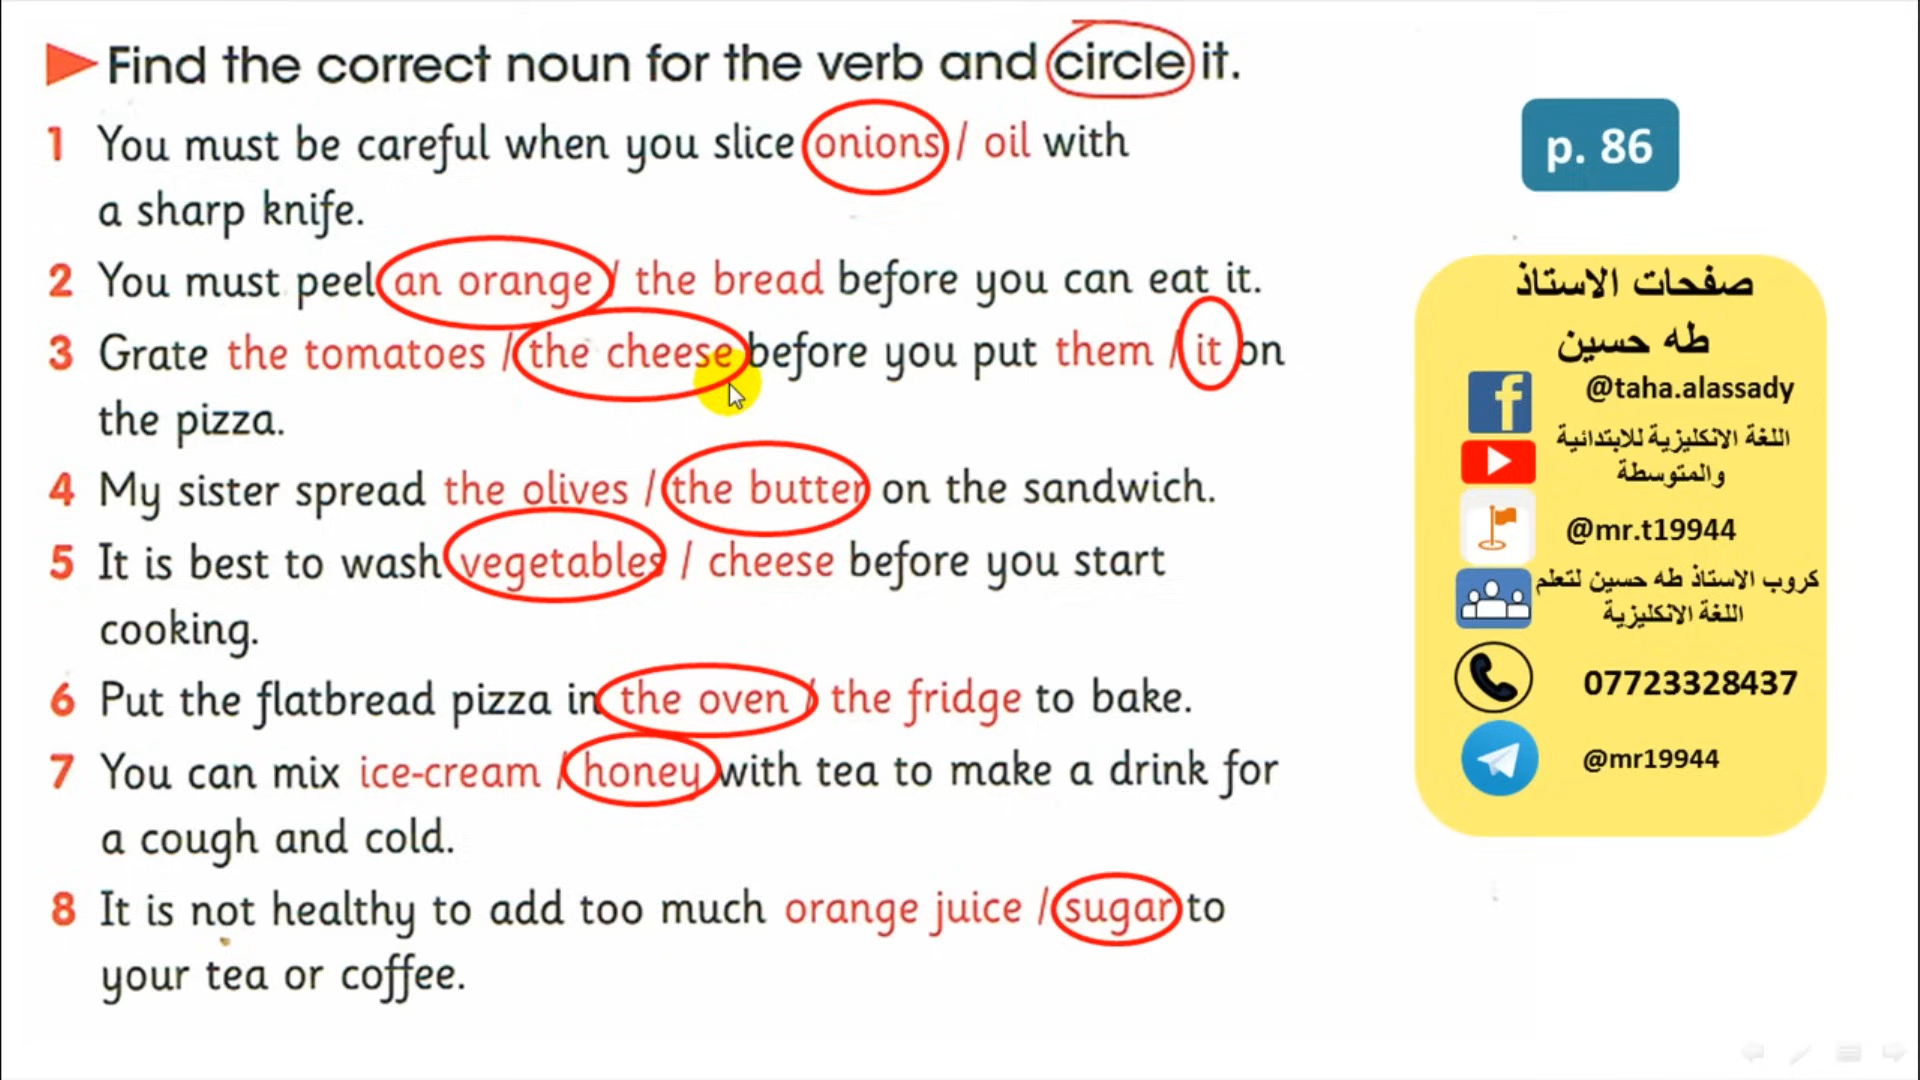 Find the correct noun for the verb and circle it.
1 You must be careful when you slice onions / oil with
a sharp knife.
2 You must peel an orange / the bread before you can eat it.
3 Grate the tomatoes / the cheese before you put them / it on
the pizza.
4 My sister spread the olives / the butter on the sandwich.
5 It is best to wash vegetables / cheese before you start
cooking.
6 Put the flatbread pizza in the oven / the fridge to bake.
7 You can mix ice-cream / honey with tea to make a drink for
a cough and cold.
8 It is not healthy to add too much orange juice / sugar to
your tea or coffee.
p. 86
صفحات الاستاذ
طه حسين
@taha.alassady
اللغة الانكليزية للابتدائية
والمتوسطة
@mr.t19944
كروب الاستاذ طه حسين لتعلم
اللغة الانكليزية
07723328437
@mr19944